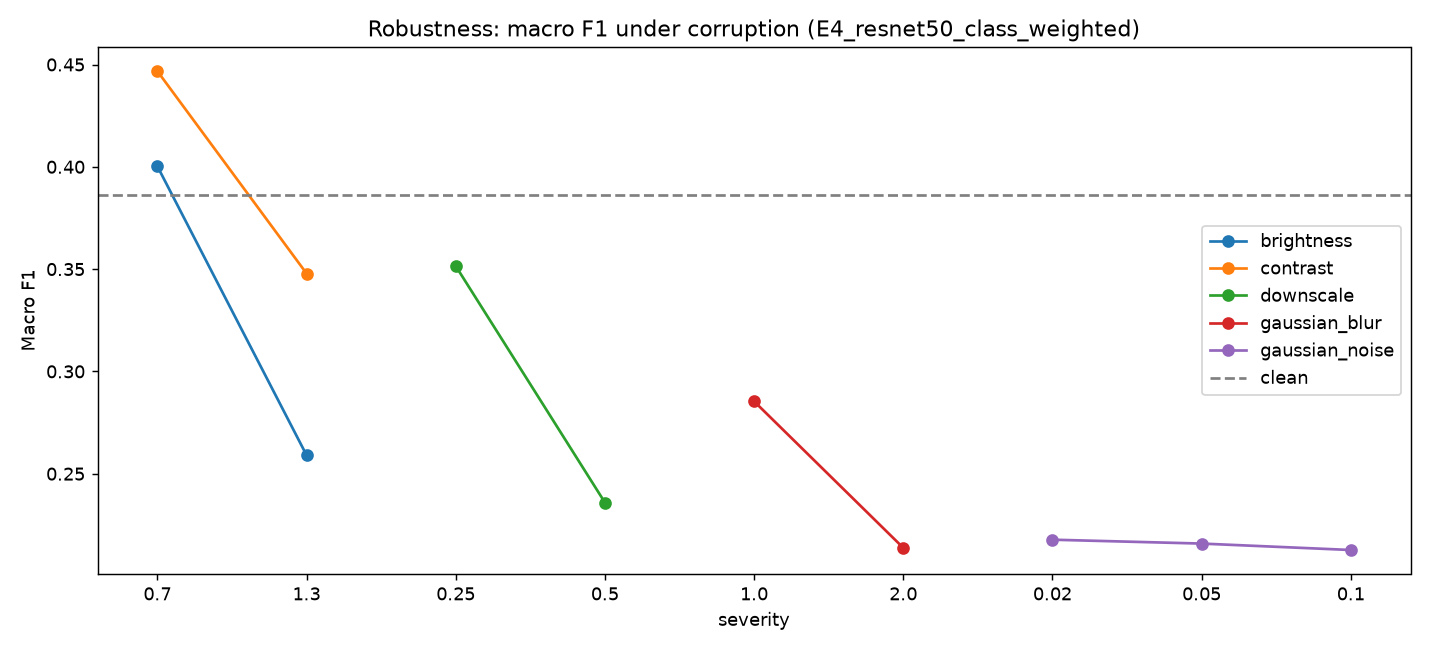 Robustness: macro F1 under corruption (E4_resnet50_class_weighted)
0.45
0.40
0.35
0.30
0.25
Macro F1
brightness
contrast
downscale
gaussian_blur
gaussian_noise
clean
0.7 1.3 0.25 0.5 1.0 2.0 0.02 0.05 0.1
severity